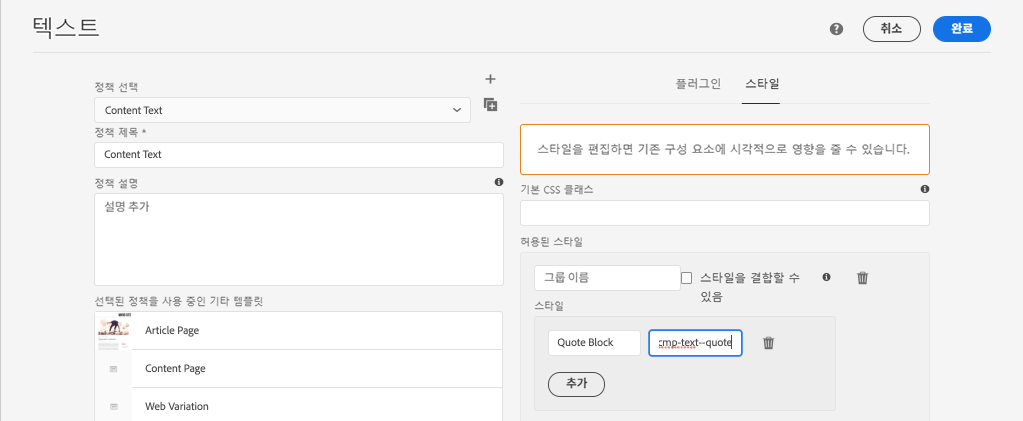 텍스트
취소
완료
정책 선택
Content Text
정책 제목 *
Content Text
정책 설명
설명 추가
선택된 정책을 사용 중인 기타 템플릿
Article Page
Content Page
Web Variation
플러그인
스타일
스타일을 편집하면 기존 구성 요소에 시각적으로 영향을 줄 수 있습니다.
기본 CSS 클래스
허용된 스타일
그룹 이름
스타일을 결합할 수
있음
스타일
Quote Block
cmp-text--quote
추가